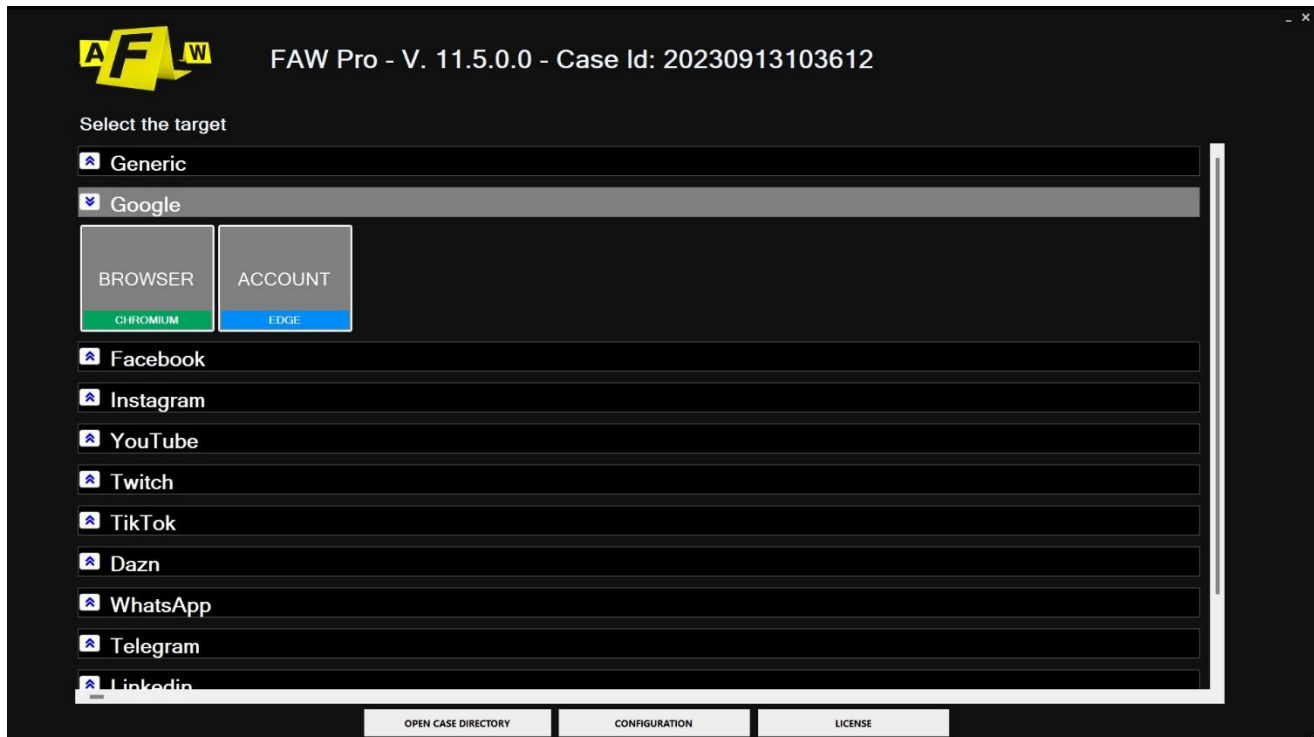 AFW
FAW Pro - V. 11.5.0.0 - Case Id: 20230913103612
Select the target
Generic
Google
BROWSER
CHROMIUM
ACCOUNT
EDGE
Facebook
Instagram
YouTube
Twitch
TikTok
Dazn
WhatsApp
Telegram
Linkedin
OPEN CASE DIRECTORY
CONFIGURATION
LICENSE